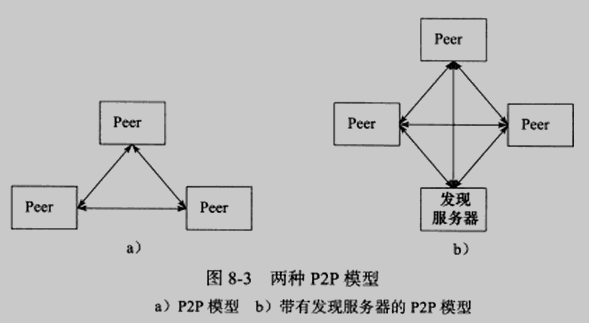 Peer
Peer
Peer
a）
Peer
Peer
Peer
发现
服务器
b）
图 8-3 两种 P2P 模型
a）P2P 模型 b）带有发现服务器的 P2P 模型